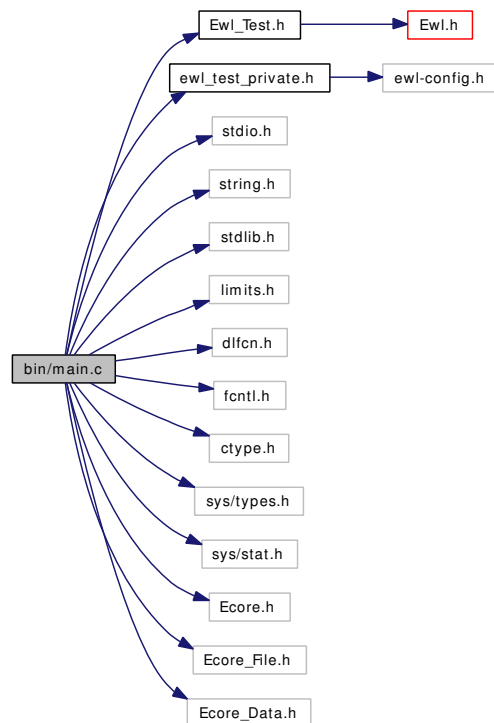 Ewl_Test.h
Ewl.h
ewl_test_private.h
ewl-config.h
stdio.h
string.h
stdlib.h
limits.h
bin/main.c
dlfcn.h
fcntl.h
ctype.h
sys/types.h
sys/stat.h
Ecore.h
Ecore_File.h
Ecore_Data.h